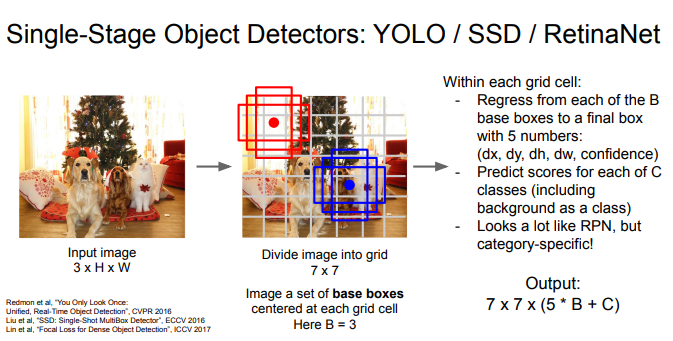 Single-Stage Object Detectors: YOLO / SSD / RetinaNet
Input image
3 x H x W
Divide image into grid
7 x 7
Image a set of base boxes
centered at each grid cell
Here B = 3
Within each grid cell:
- Regress from each of the B
base boxes to a final box
with 5 numbers:
(dx, dy, dh, dw, confidence)
- Predict scores for each of C
classes (including
background as a class)
- Looks a lot like RPN, but
category-specific!
Output:
7 x 7 x (5 * B + C)
Redmon et al, "You Only Look Once:
Unified, Real-Time Object Detection", CVPR 2016
Liu et al, "SSD: Single-Shot MultiBox Detector", ECCV 2016
Lin et al, "Focal Loss for Dense Object Detection", ICCV 2017